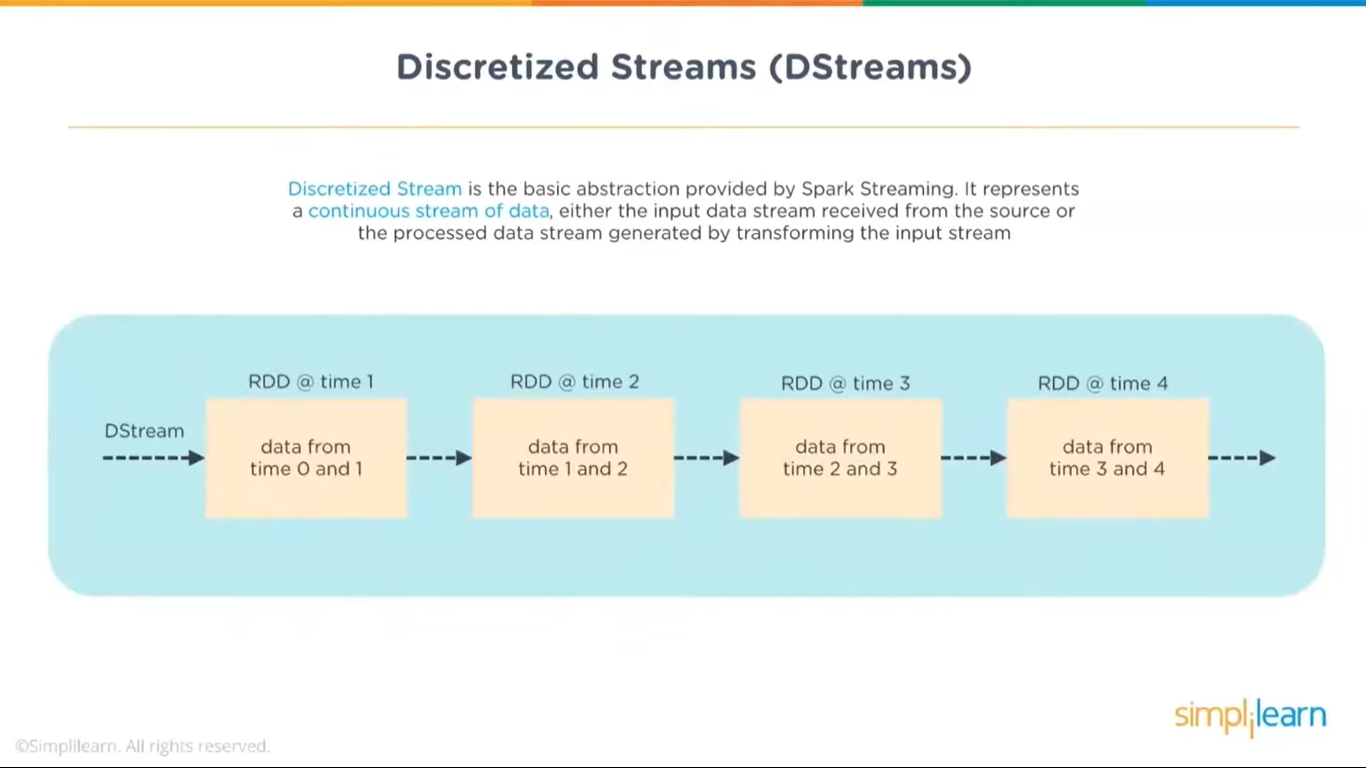 Discretized Streams (DStreams)
Discretized Stream is the basic abstraction provided by Spark Streaming. It represents
a continuous stream of data, either the input data stream received from the source or
the processed data stream generated by transforming the input stream
RDD @ time 1
RDD @ time 2
RDD @ time 3
RDD @ time 4
DStream
data from
time 0 and 1
data from
time 1 and 2
data from
time 2 and 3
data from
time 3 and 4
simplilearn
©Simplilearn. All rights reserved.